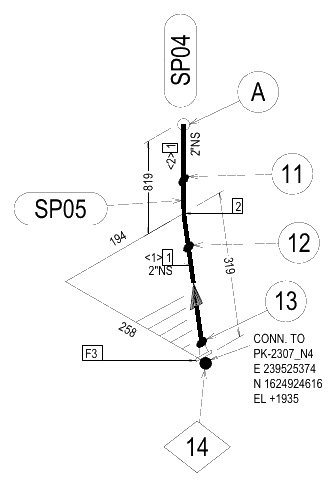 SP04
A
<2> 1
2"NS
819
11
SP05
2
194
12
<1> 1
2"NS
319
13
258
F3
CONN. TO
PK-2307_N4
E 239525374
N 1624924616
EL +1935
14